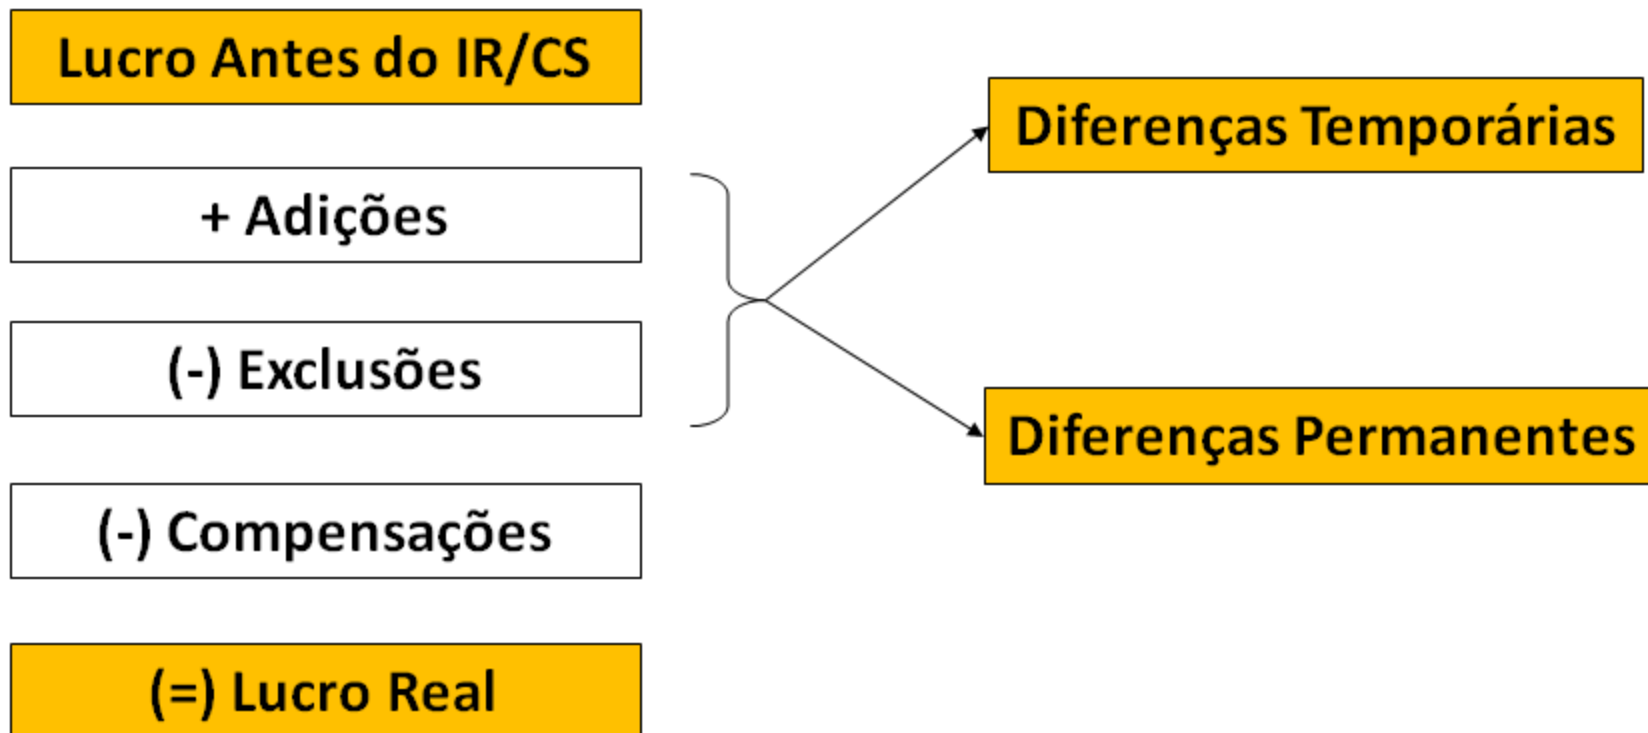 Lucro Antes do IR/CS
+ Adições
(-) Exclusões
(-) Compensações
(=) Lucro Real
Diferenças Temporárias
Diferenças Permanentes